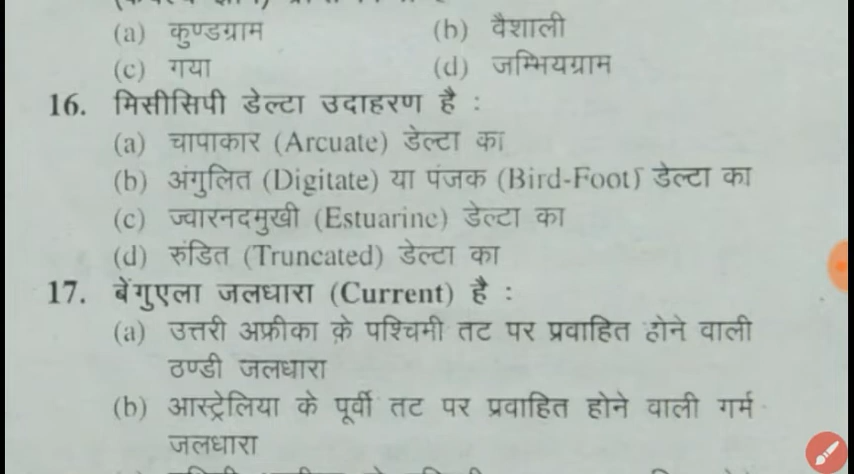 (a) कुण्डग्राम (b) वैशाली
(c) गया (d) जम्भियग्राम
16. मिसीसिपी डेल्टा उदाहरण है :
(a) चापाकार (Arcuate) डेल्टा का
(b) अंगुलित (Digitate) या पंजक (Bird-Foot) डेल्टा का
(c) ज्वारनदमुखी (Estuarine) डेल्टा का
(d) रुंडित (Truncated) डेल्टा का
17. बेंगुएला जलधारा (Current) है :
(a) उत्तरी अफ्रीका के पश्चिमी तट पर प्रवाहित होने वाली
ठण्डी जलधारा
(b) आस्ट्रेलिया के पूर्वी तट पर प्रवाहित होने वाली गर्म
जलधारा